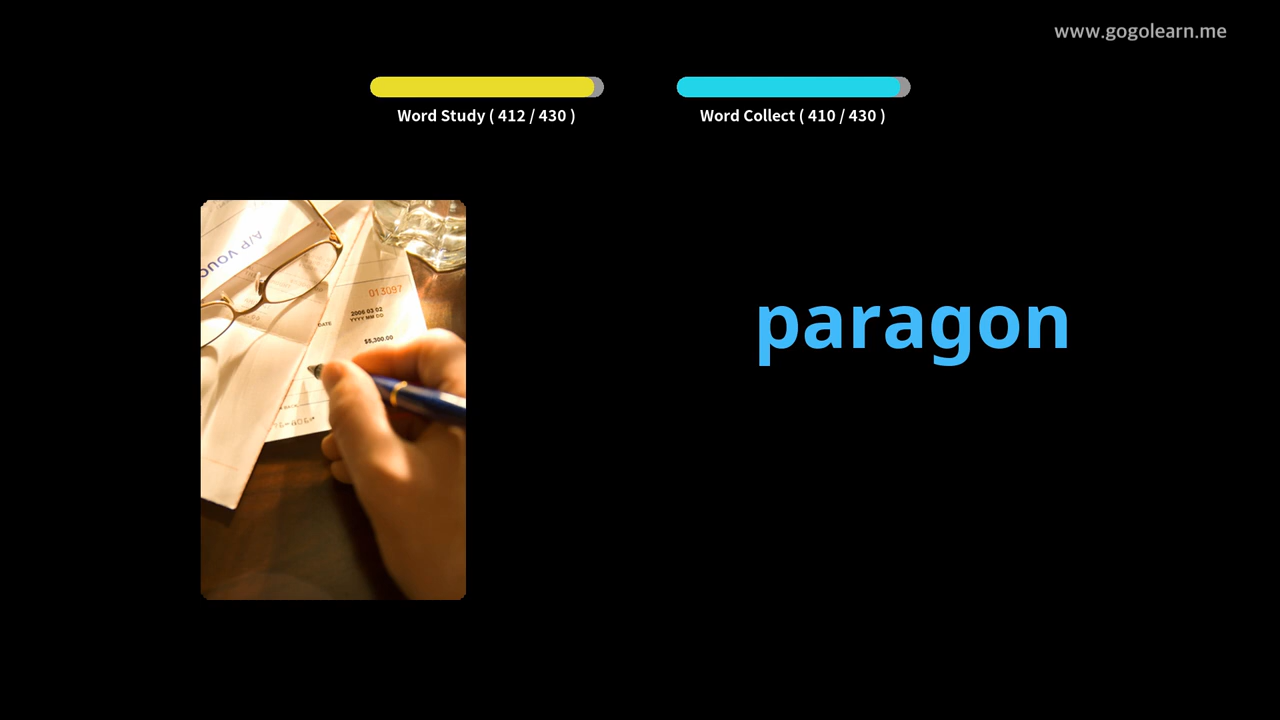 www.gogolearn.me
Word Study ( 412 / 430 )
Word Collect ( 410 / 430 )
A/P VOUC
013097
2006 03 02
YYYY MM DD
DATE
$5,300.00
paragon